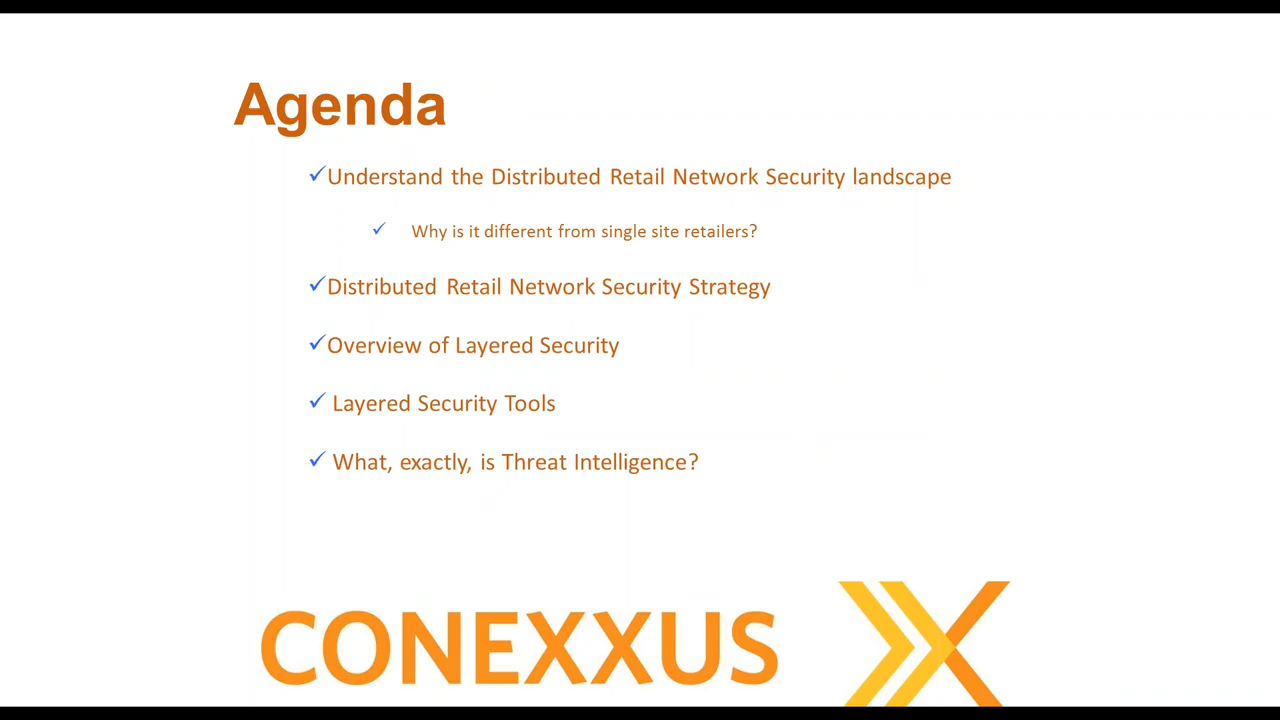 Agenda
✓Understand the Distributed Retail Network Security landscape
✓ Why is it different from single site retailers?
✓Distributed Retail Network Security Strategy
✓Overview of Layered Security
✓ Layered Security Tools
✓ What, exactly, is Threat Intelligence?
CONEXXUS